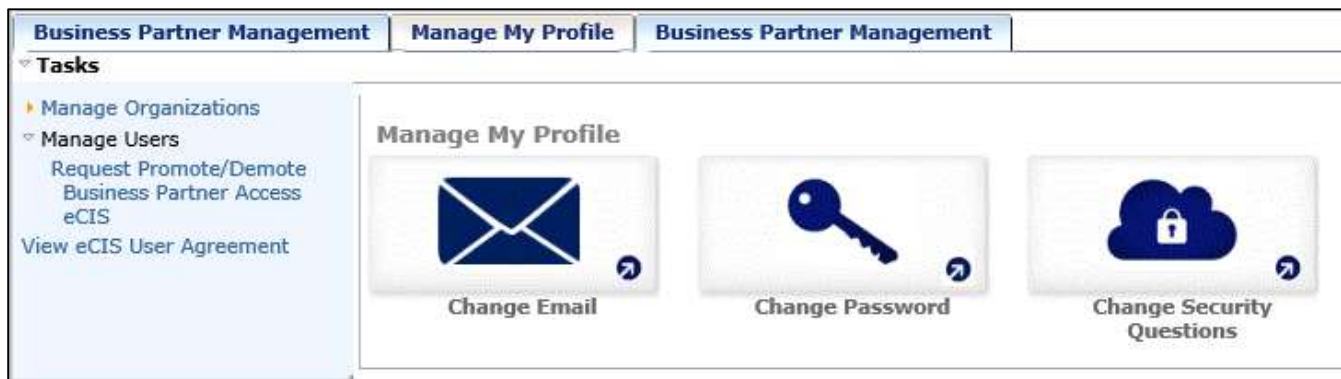 Business Partner Management
Manage My Profile
Business Partner Management
Tasks
Manage Organizations
Manage Users
Request Promote/Demote
Business Partner Access
eCIS
View eCIS User Agreement
Manage My Profile
Change Email
Change Password
Change Security
Questions